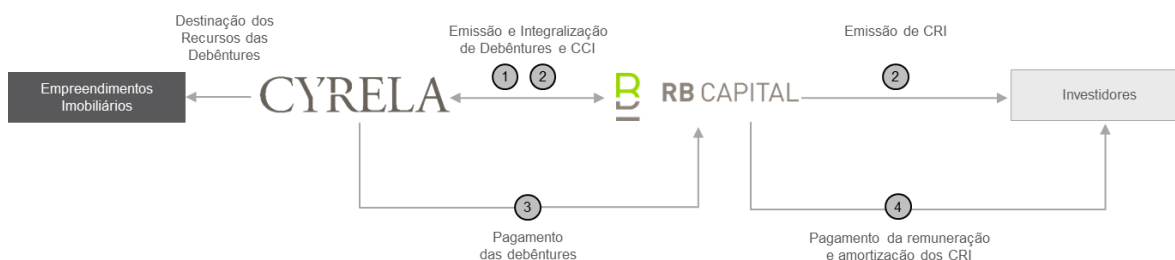 Destinação dos
Recursos das
Debêntures
Emissão e Integralização
de Debêntures e CCI
Emissão de CRI
1 2
2
Empreendimentos
Imobiliários
CYRELA
RB CAPITAL
Investidores
3
4
Pagamento
das debêntures
Pagamento da remuneração
e amortização dos CRI